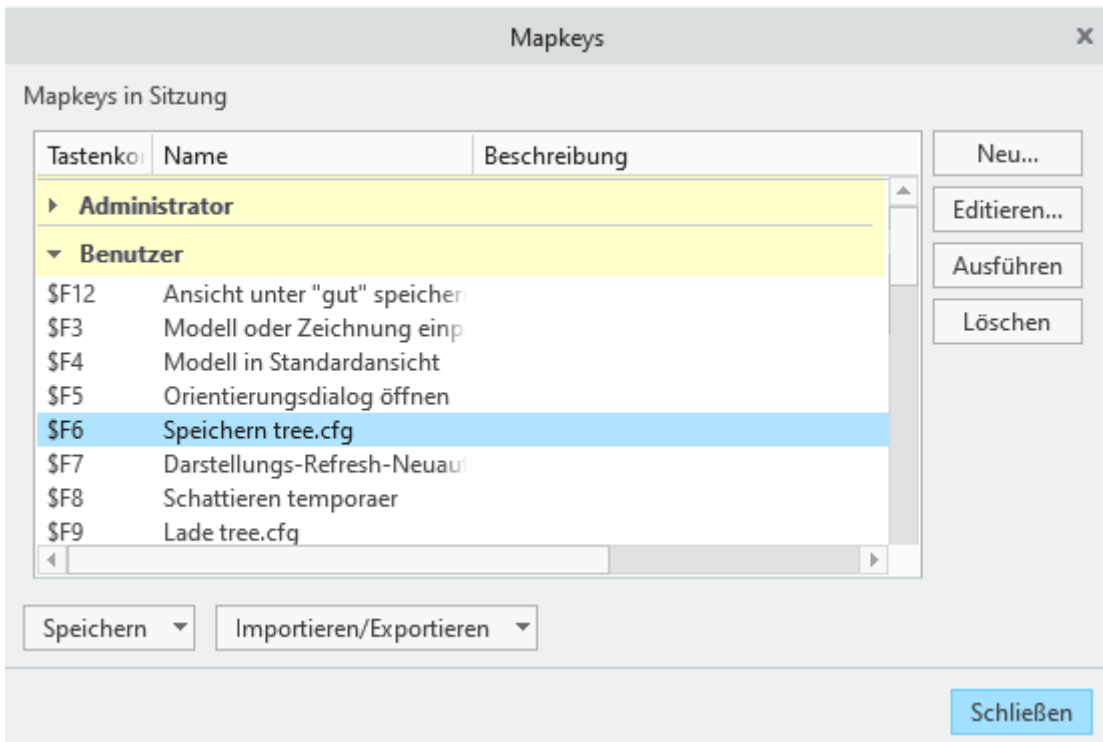 Mapkeys
Mapkeys in Sitzung
Tastenko Name Beschreibung
Administrator
Benutzer
$F12 Ansicht unter "gut" speicher
$F3 Modell oder Zeichnung einp
$F4 Modell in Standardansicht
$F5 Orientierungsdialog öffnen
$F6 Speichern tree.cfg
$F7 Darstellungs-Refresh-Neuau
$F8 Schattieren temporaer
$F9 Lade tree.cfg
Neu...
Editieren...
Ausführen
Löschen
Speichern Importieren/Exportieren
Schließen